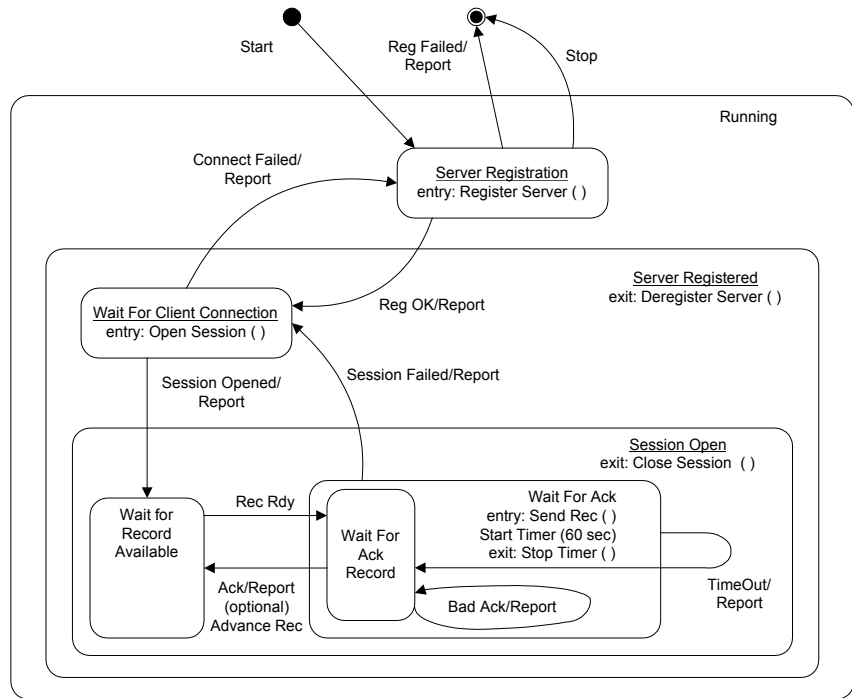 Start
Reg Failed/
Report
Stop
Running
Connect Failed/
Report
Server Registration
entry: Register Server ( )
Server Registered
exit: Deregister Server ( )
Wait For Client Connection
entry: Open Session ( )
Reg OK/Report
Session Opened/
Report
Session Failed/Report
Session Open
exit: Close Session ( )
Wait for
Record
Available
Rec Rdy
Wait For
Ack
Record
Wait For Ack
entry: Send Rec ( )
Start Timer (60 sec)
exit: Stop Timer ( )
Ack/Report
(optional)
Advance Rec
Bad Ack/Report
TimeOut/
Report